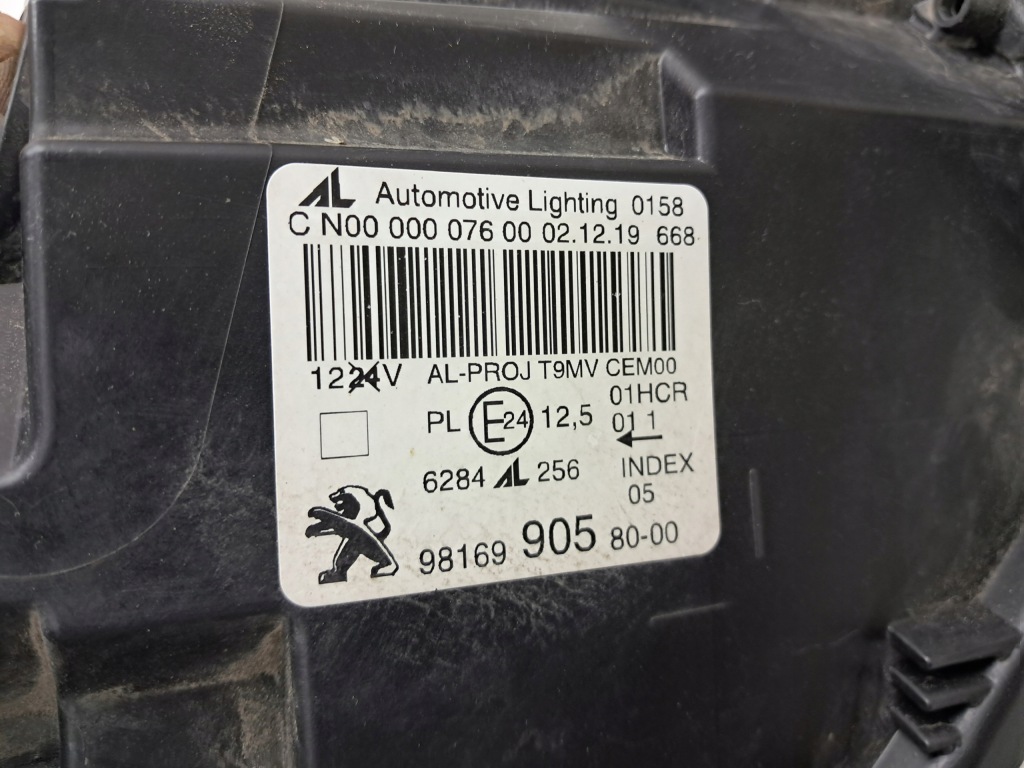 AL Automotive Lighting 0158
C N00 000 076 00 02.12.19 668
1224V AL-PROJ T9MV CEM00
01HCR
PL E24 12,5 01 1
6284 AL 256 INDEX
05
98169 905 80-00